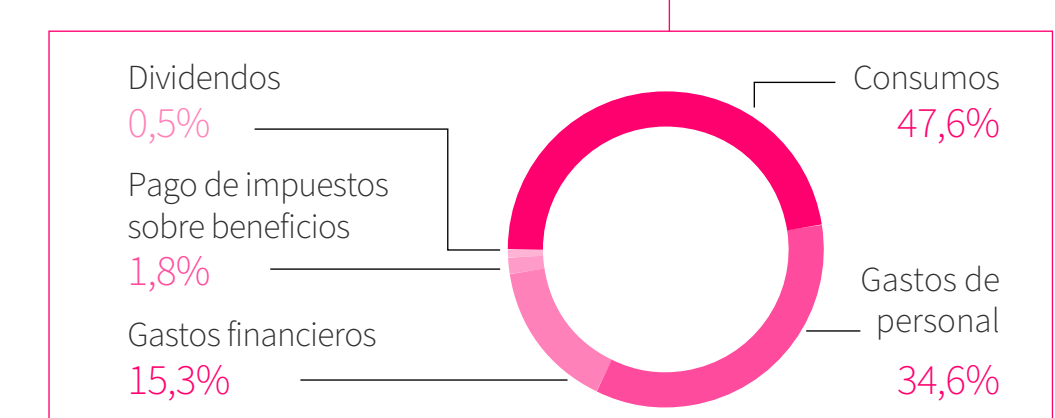 Dividendos
0,5%
Pago de impuestos
sobre beneficios
1,8%
Gastos financieros
15,3%
Consumos
47,6%
Gastos de
personal
34,6%